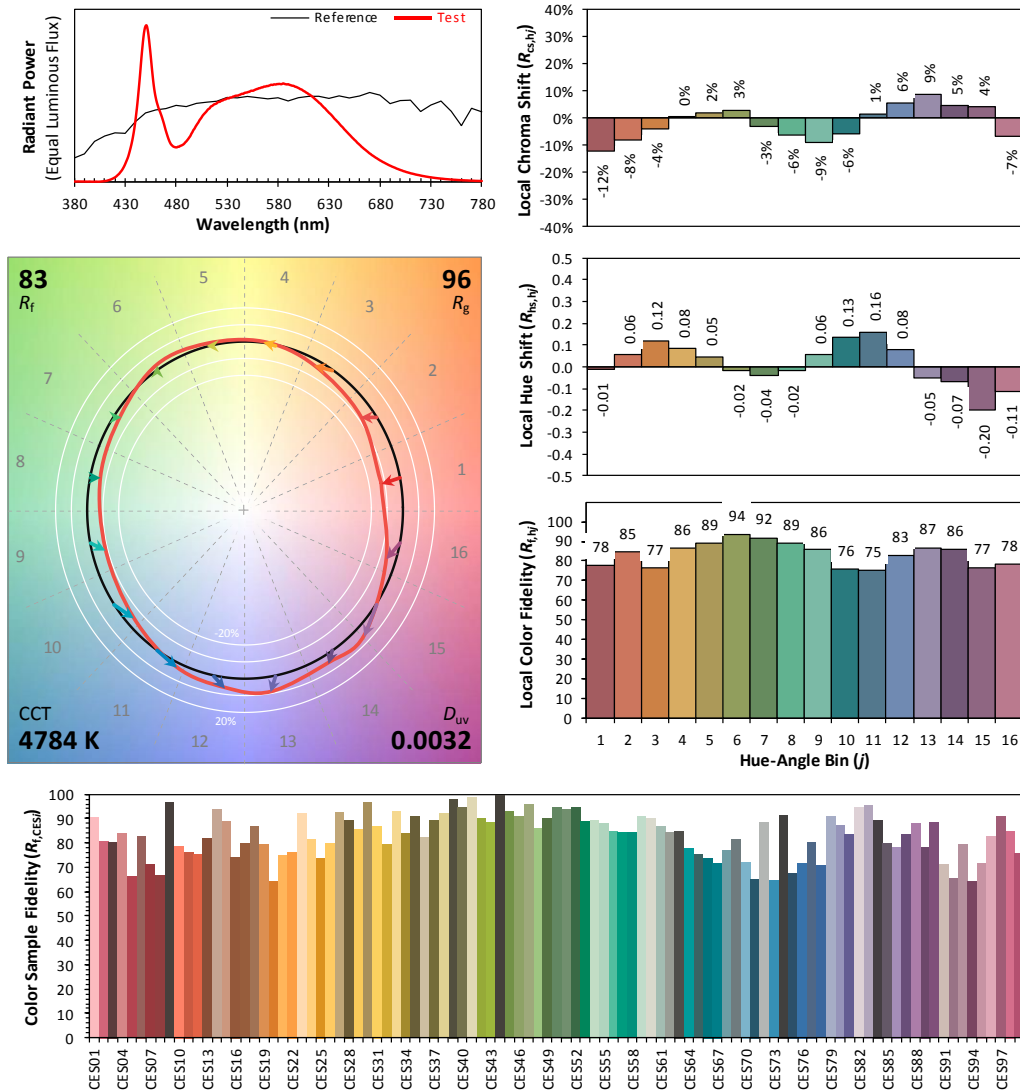 Reference
Test
Radiant Power
(Equal Luminous Flux)
380 430 480 530 580 630 680 730 780
Wavelength (nm)
Local Chroma Shift (Rcs,hj)
40%
30%
20%
10%
0%
-10%
-20%
-30%
-40%
-12% -8% -4% 0% 2% 3% -3% -6% -9% -6% 1% 6% 9% 5% 4% -7%
83
Rf
96
Rg
5 4
6 3
7 2
8 1
9 16
10 15
11 14
12 13
-20%
20%
CCT
4784 K
Duv
0.0032
Local Hue Shift (Rhs,hj)
0.5
0.4
0.3
0.2
0.1
0.0
-0.1
-0.2
-0.3
-0.4
-0.5
-0.01 0.06 0.12 0.08 0.05 -0.02 -0.04 -0.02 0.06 0.13 0.16 0.08 -0.05 -0.07 -0.20 -0.11
Local Color Fidelity (Rf,hj)
100
90
80
70
60
50
40
30
20
10
0
78 85 77 86 89 94 92 89 86 76 75 83 87 86 77 78
1 2 3 4 5 6 7 8 9 10 11 12 13 14 15 16
Hue-Angle Bin (j)
Color Sample Fidelity (Rf,CESi)
100
90
80
70
60
50
40
30
20
10
0
CES01 CES04 CES07 CES10 CES13 CES16 CES19 CES22 CES25 CES28 CES31 CES34 CES37 CES40 CES43 CES46 CES49 CES52 CES55 CES58 CES61 CES64 CES67 CES70 CES73 CES76 CES79 CES82 CES85 CES88 CES91 CES94 CES97